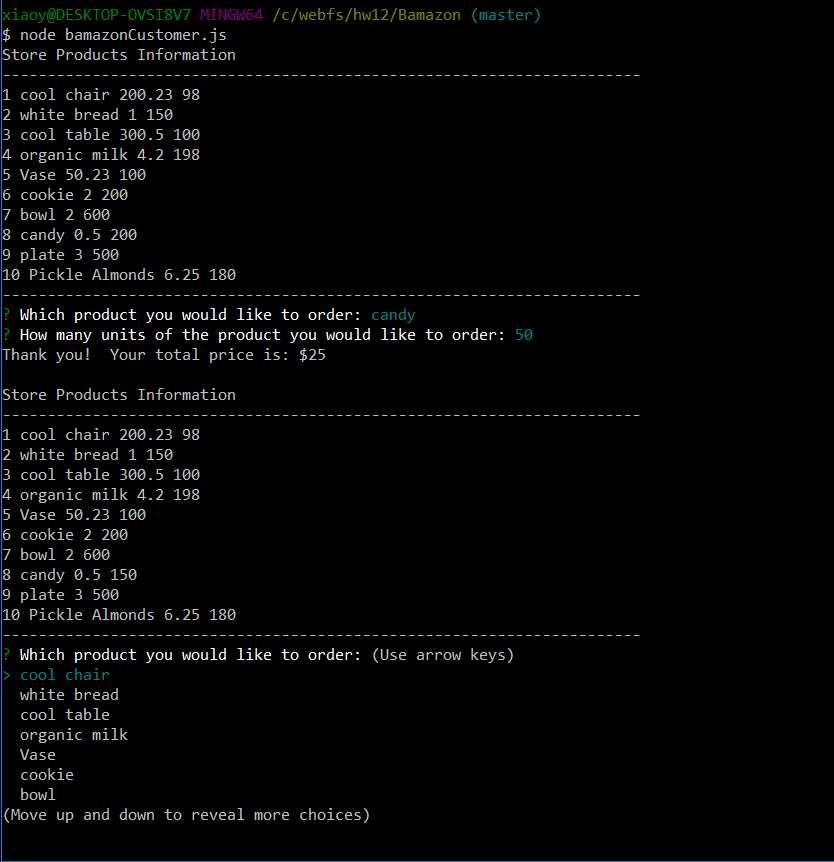 xiaoy@DESKTOP-OVSI8V7 MINGW64 /c/webfs/hw12/Bamazon (master)
$ node bamazonCustomer.js
Store Products Information
-----------------------------------------------------------------------
1 cool chair 200.23 98
2 white bread 1 150
3 cool table 300.5 100
4 organic milk 4.2 198
5 Vase 50.23 100
6 cookie 2 200
7 bowl 2 600
8 candy 0.5 200
9 plate 3 500
10 Pickle Almonds 6.25 180
-----------------------------------------------------------------------
? Which product you would like to order: candy
? How many units of the product you would like to order: 50
Thank you!  Your total price is: $25

Store Products Information
-----------------------------------------------------------------------
1 cool chair 200.23 98
2 white bread 1 150
3 cool table 300.5 100
4 organic milk 4.2 198
5 Vase 50.23 100
6 cookie 2 200
7 bowl 2 600
8 candy 0.5 150
9 plate 3 500
10 Pickle Almonds 6.25 180
-----------------------------------------------------------------------
? Which product you would like to order: (Use arrow keys)
> cool chair
  white bread
  cool table
  organic milk
  Vase
  cookie
  bowl
(Move up and down to reveal more choices)